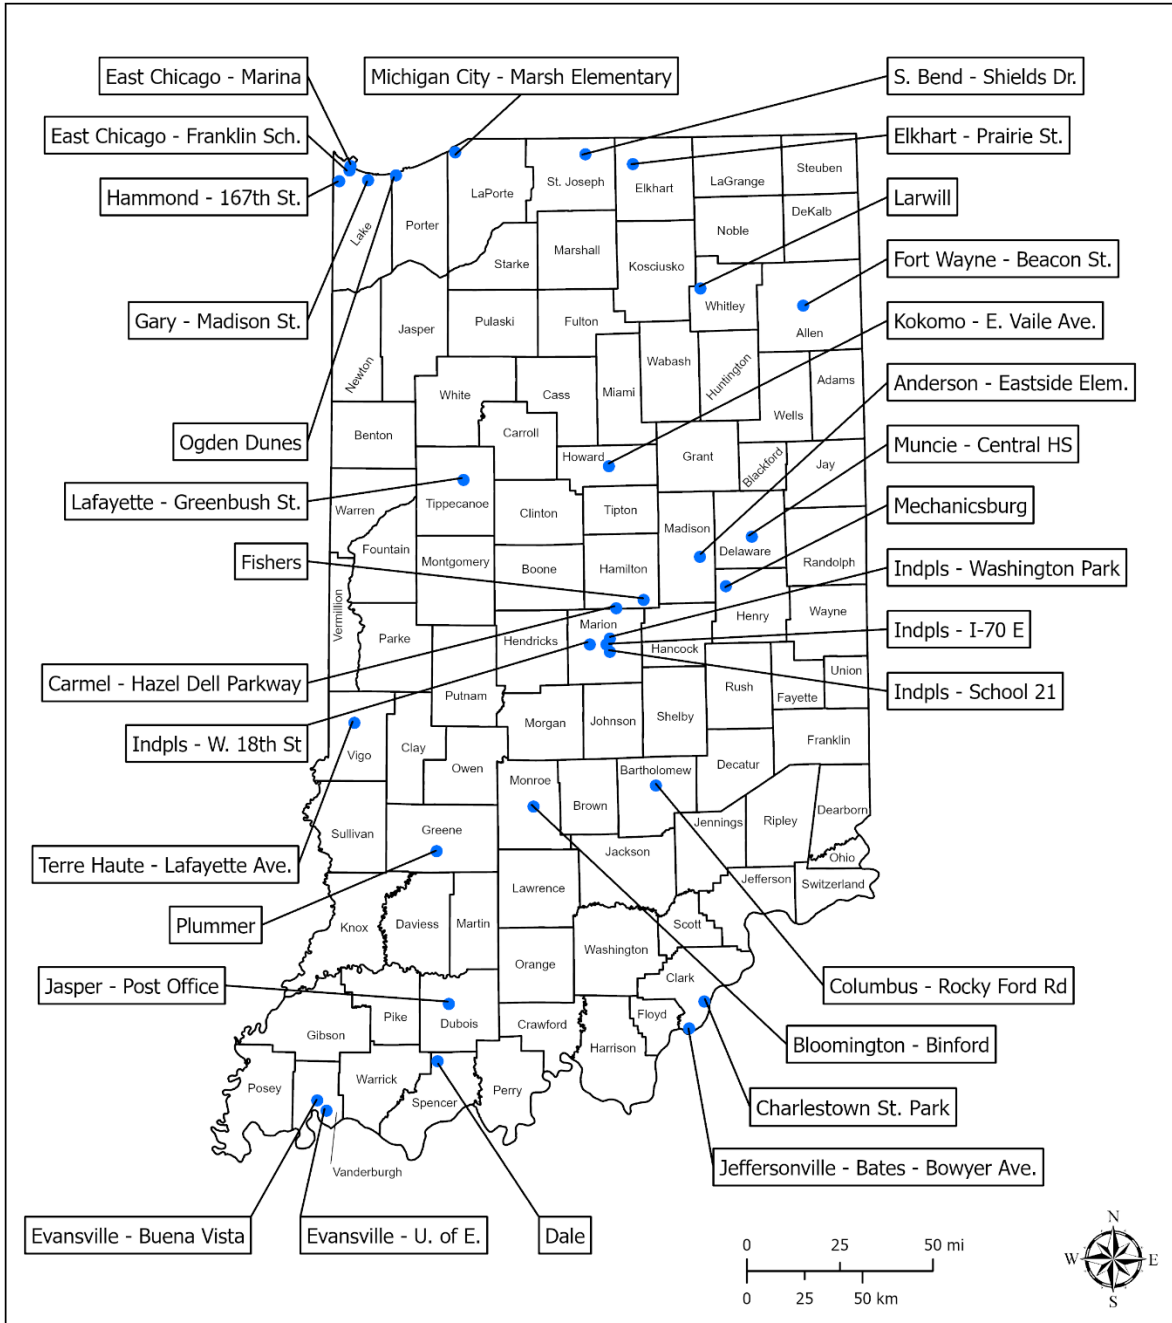 East Chicago - Marina
Michigan City - Marsh Elementary
S. Bend - Shields Dr.
East Chicago - Franklin Sch.
Elkhart - Prairie St.
Hammond - 167th St.
Larwill
Gary - Madison St.
Fort Wayne - Beacon St.
Kokomo - E. Vaile Ave.
Anderson - Eastside Elem.
Ogden Dunes
Muncie - Central HS
Lafayette - Greenbush St.
Mechanicsburg
Fishers
Indpls - Washington Park
Indpls - I-70 E
Carmel - Hazel Dell Parkway
Indpls - School 21
Indpls - W. 18th St
Terre Haute - Lafayette Ave.
Plummer
Jasper - Post Office
Columbus - Rocky Ford Rd
Bloomington - Binford
Charlestown St. Park
Jeffersonville - Bates - Bowyer Ave.
Evansville - Buena Vista
Evansville - U. of E.
Dale
Lake
Porter
LaPorte
St. Joseph
Elkhart
LaGrange
Steuben
DeKalb
Noble
Starke
Marshall
Kosciusko
Whitley
Allen
Newton
Jasper
Pulaski
Fulton
Wabash
Huntington
Miami
Cass
White
Carroll
Wells
Adams
Benton
Howard
Grant
Blackford
Jay
Warren
Tippecanoe
Clinton
Tipton
Madison
Delaware
Randolph
Fountain
Montgomery
Boone
Hamilton
Henry
Wayne
Vermillion
Parke
Hendricks
Marion
Hancock
Putnam
Rush
Fayette
Union
Morgan
Johnson
Shelby
Franklin
Vigo
Clay
Owen
Monroe
Brown
Bartholomew
Decatur
Dearborn
Ripley
Jennings
Ohio
Sullivan
Greene
Jackson
Jefferson
Switzerland
Lawrence
Knox
Daviess
Martin
Scott
Washington
Orange
Clark
Floyd
Gibson
Pike
Dubois
Crawford
Harrison
Posey
Warrick
Spencer
Perry
Vanderburgh
0 25 50 mi
0 25 50 km
N
W E
S